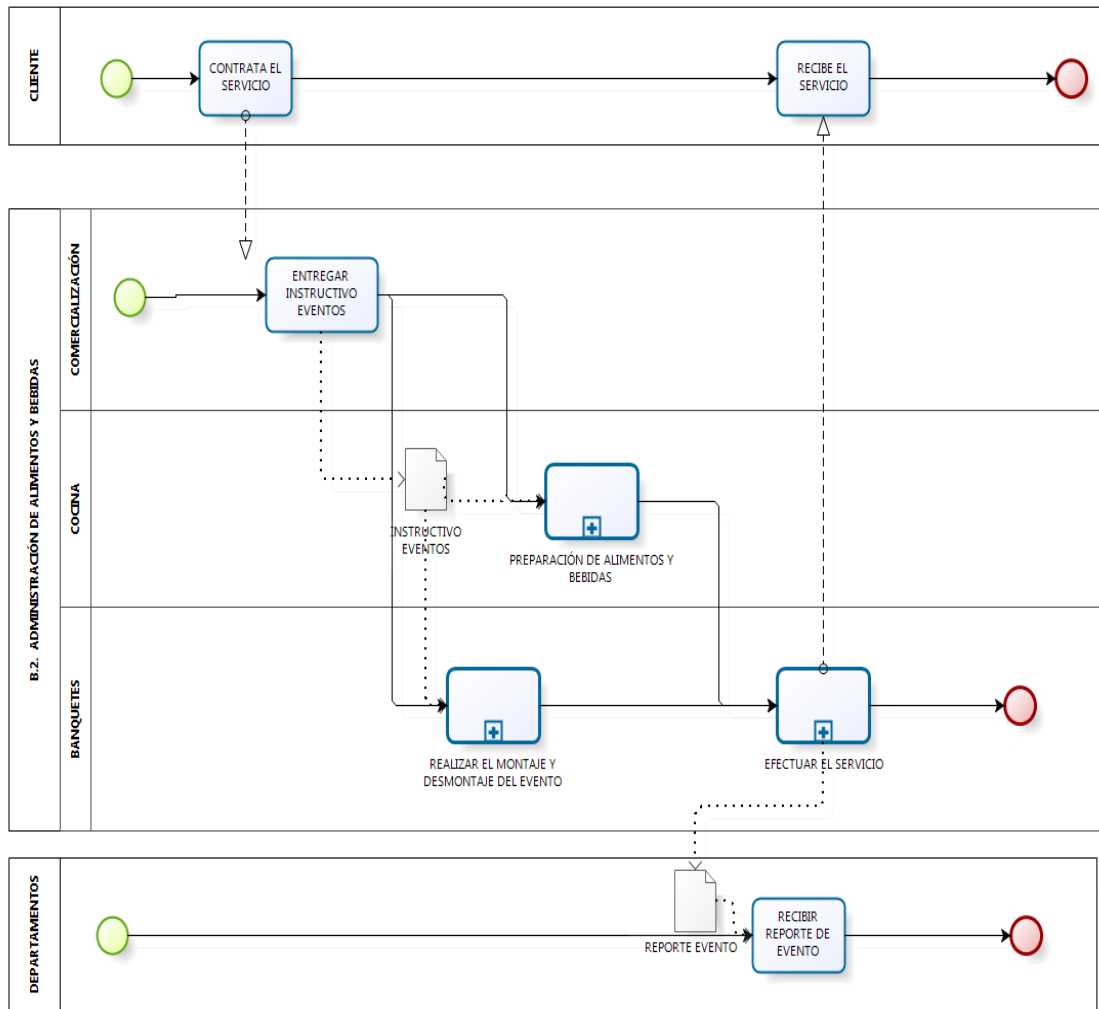 CLIENTE
CONTRATA EL
SERVICIO
RECIBE EL
SERVICIO
B.2. ADMINISTRACIÓN DE ALIMENTOS Y BEBIDAS
COMERCIALIZACIÓN
ENTREGAR
INSTRUCTIVO
EVENTOS
COCINA
INSTRUCTIVO
EVENTOS
PREPARACIÓN DE ALIMENTOS Y
BEBIDAS
BANQUETES
REALIZAR EL MONTAJE Y
DESMONTAJE DEL EVENTO
EFECTUAR EL SERVICIO
DEPARTAMENTOS
REPORTE EVENTO
RECIBIR
REPORTE DE
EVENTO